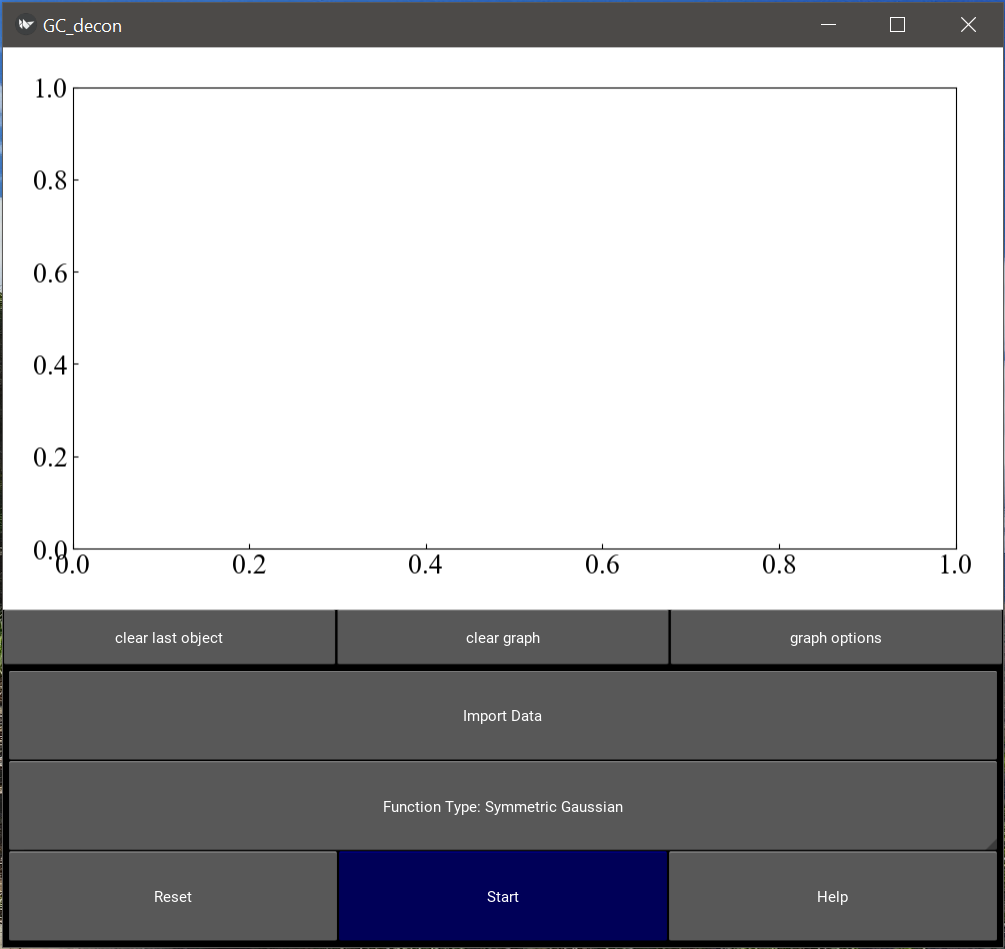 GC_decon
1.0
0.8
0.6
0.4
0.2
0.0
0.0 0.2 0.4 0.6 0.8 1.0
clear last object clear graph graph options
Import Data
Function Type: Symmetric Gaussian
Reset Start Help